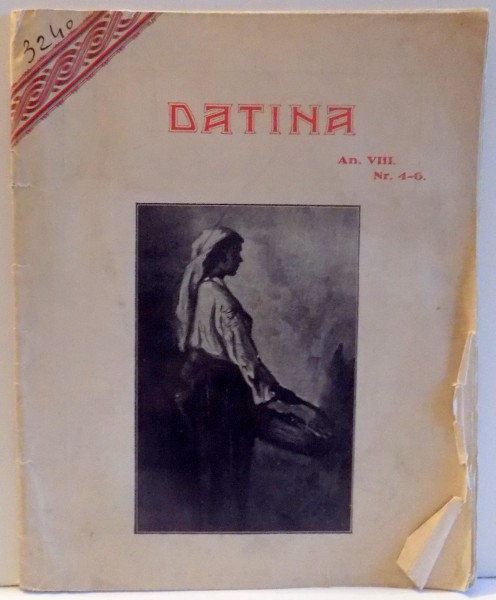 3240
DATINA
An. VIII.
Nr. 4-6.